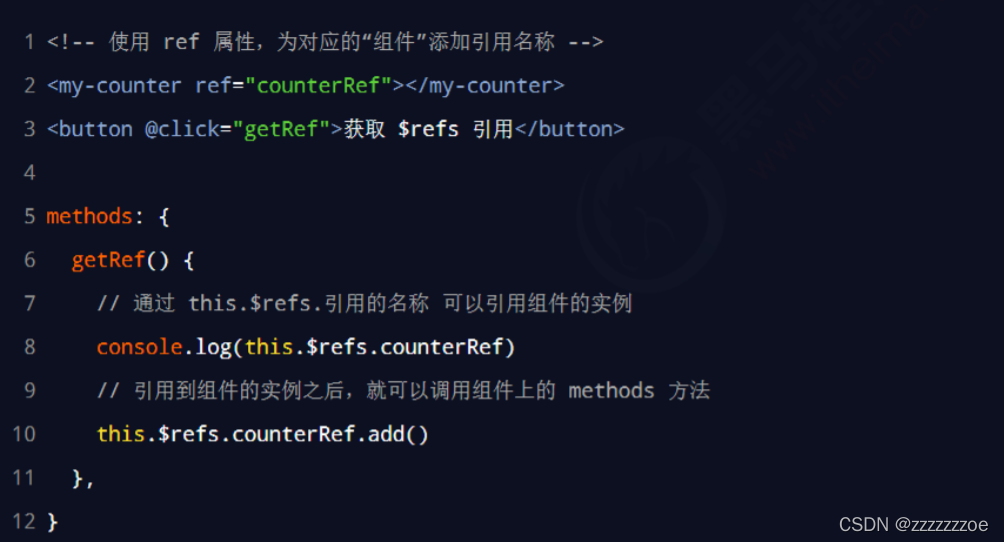 1 <!-- 使用 ref 属性，为对应的“组件”添加引用名称 -->
2 <my-counter ref="counterRef"></my-counter>
3 <button @click="getRef">获取 $refs 引用</button>
4
5 methods: {
6 getRef() {
7 // 通过 this.$refs.引用的名称 可以引用组件的实例
8 console.log(this.$refs.counterRef)
9 // 引用到组件的实例之后，就可以调用组件上的 methods 方法
10 this.$refs.counterRef.add()
11 },
12 }
CSDN @zzzzzzzoe